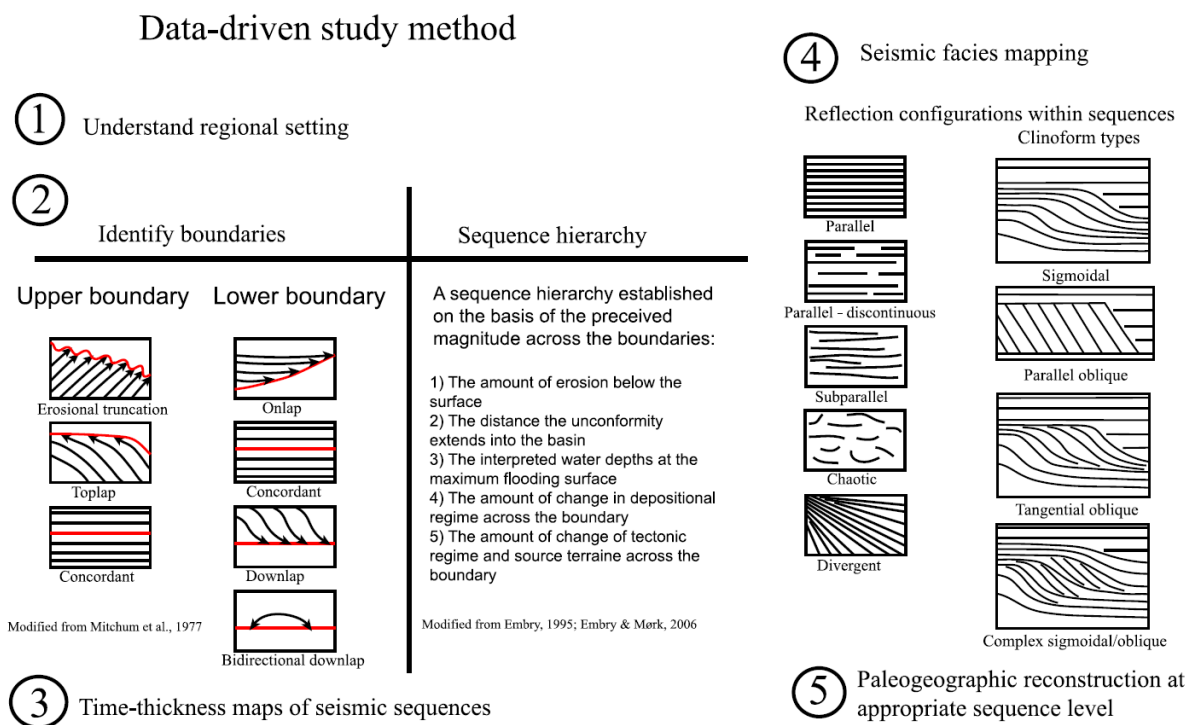 Data-driven study method
1
Understand regional setting
2
Identify boundaries
Sequence hierarchy
Upper boundary
Lower boundary
Erosional truncation
Toplap
Concordant
Modified from Mitchum et al., 1977
Onlap
Concordant
Downlap
Bidirectional downlap
A sequence hierarchy established
on the basis of the preceived
magnitude across the boundaries:
1) The amount of erosion below the
surface
2) The distance the unconformity
extends into the basin
3) The interpreted water depths at the
maximum flooding surface
4) The amount of change in depositional
regime across the boundary
5) The amount of change of tectonic
regime and source terraine across the
boundary
Modified from Embry, 1995; Embry & Mørk, 2006
3
Time-thickness maps of seismic sequences
4
Seismic facies mapping
Reflection configurations within sequences
Parallel
Parallel - discontinuous
Subparallel
Chaotic
Divergent
Clinoform types
Sigmoidal
Parallel oblique
Tangential oblique
Complex sigmoidal/oblique
5
Paleogeographic reconstruction at
appropriate sequence level